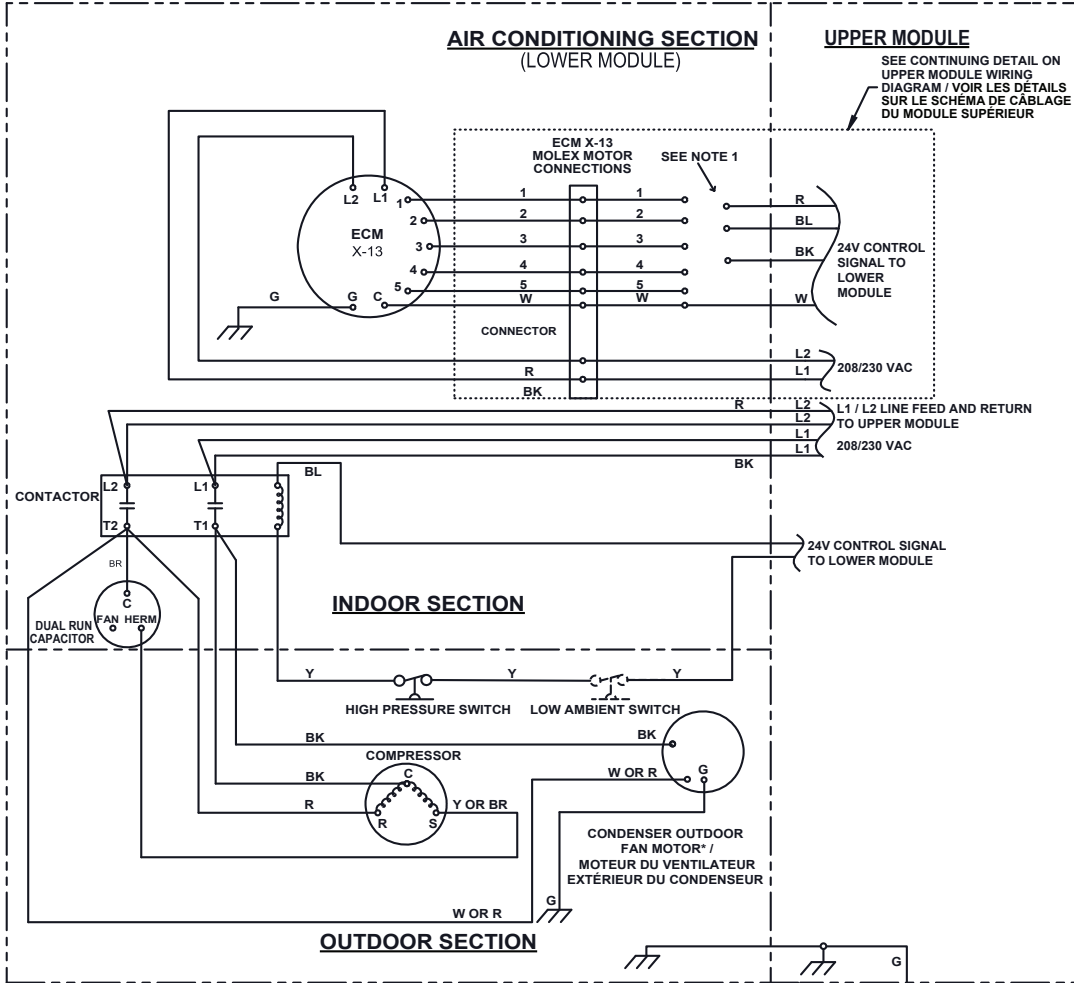 AIR CONDITIONING SECTION
(LOWER MODULE)
UPPER MODULE
SEE CONTINUING DETAIL ON
UPPER MODULE WIRING
DIAGRAM / VOIR LES DÉTAILS
SUR LE SCHÉMA DE CÂBLAGE
DU MODULE SUPÉRIEUR
ECM X-13
MOLEX MOTOR
CONNECTIONS
SEE NOTE 1
L2 L1
ECM
X-13
1 1 1 R
2 2 2 BL
3 3 3 BK
4 4 4
5 5 5
G G C W W W
24V CONTROL
SIGNAL TO
LOWER
MODULE
CONNECTOR
L2
R L1
208/230 VAC
BK
R L2
L2
L1
BK L1
L1 / L2 LINE FEED AND RETURN
TO UPPER MODULE
208/230 VAC
BL
CONTACTOR
L2 L1
T2 T1
BR
24V CONTROL SIGNAL
TO LOWER MODULE
C
FAN HERM
DUAL RUN
CAPACITOR
INDOOR SECTION
Y Y Y
HIGH PRESSURE SWITCH
LOW AMBIENT SWITCH
BK BK
COMPRESSOR
BK C
W OR R G
R R S Y OR BR
CONDENSER OUTDOOR
FAN MOTOR* /
MOTEUR DU VENTILATEUR
EXTÉRIEUR DU CONDENSEUR
G
W OR R
OUTDOOR SECTION
G